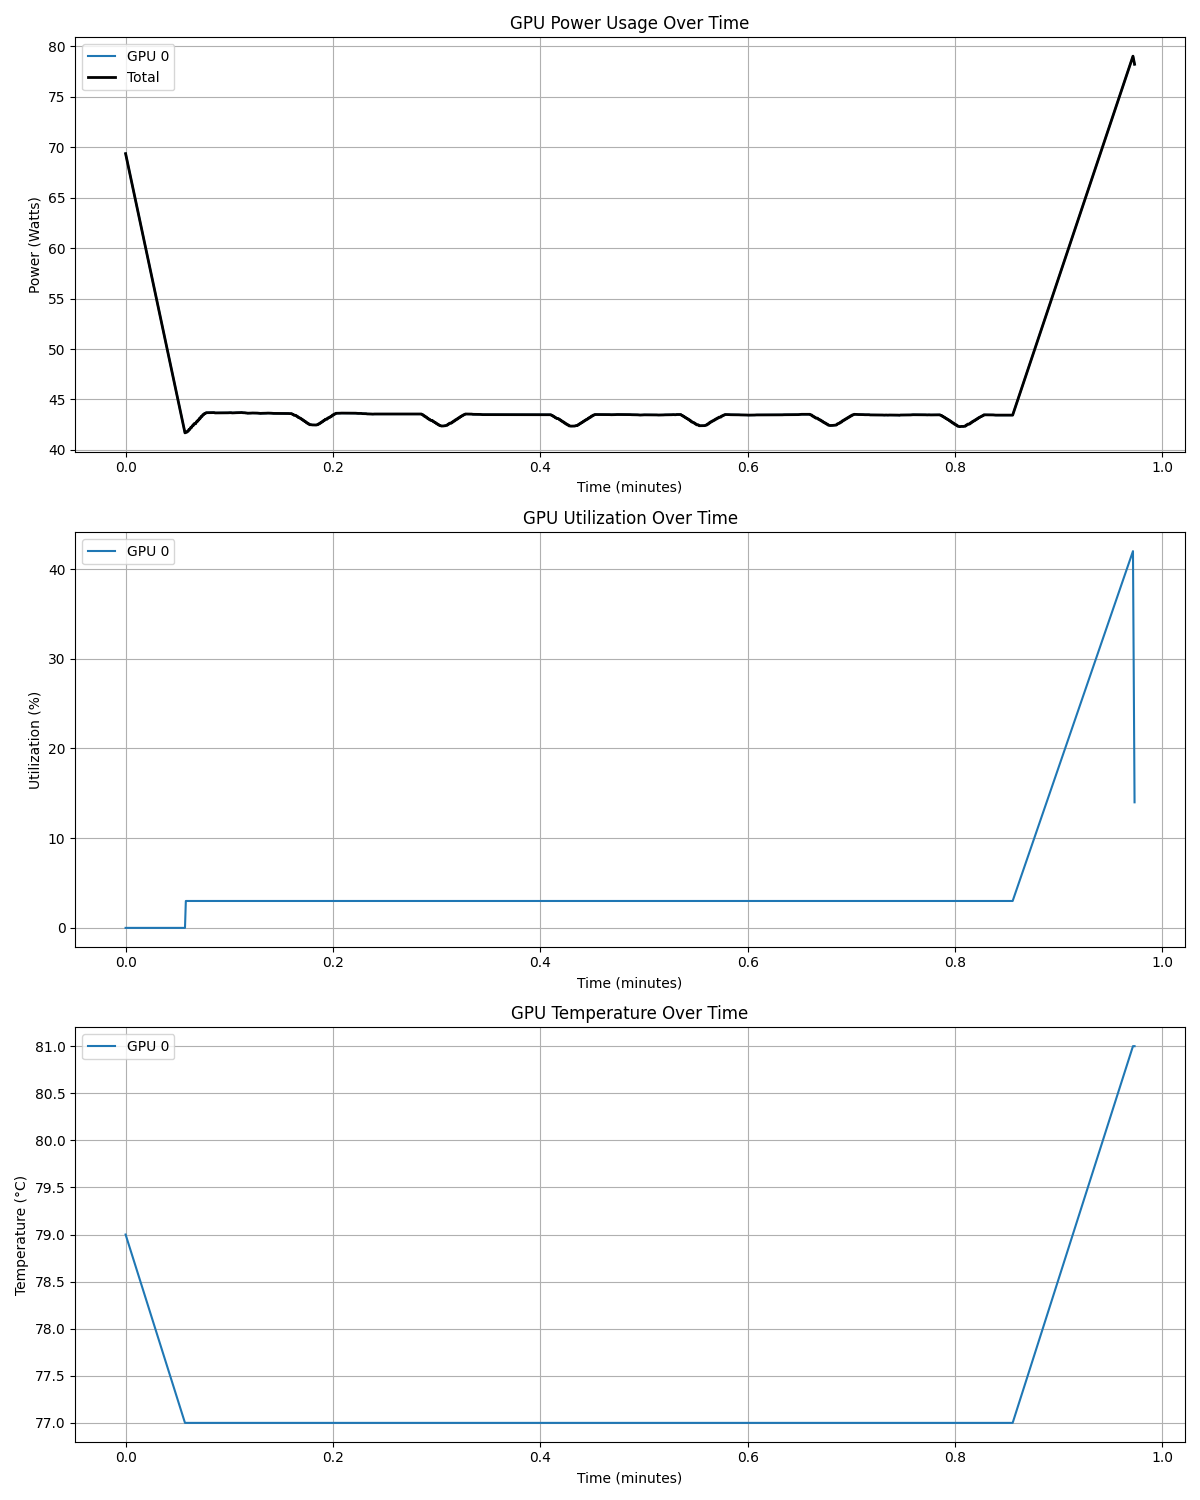 GPU Power Usage Over Time
GPU 0
Total
Power (Watts)
80
75
70
65
60
55
50
45
40
0.0 0.2 0.4 0.6 0.8 1.0
Time (minutes)
GPU Utilization Over Time
GPU 0
Utilization (%)
40
30
20
10
0
0.0 0.2 0.4 0.6 0.8 1.0
Time (minutes)
GPU Temperature Over Time
GPU 0
Temperature (°C)
81.0
80.5
80.0
79.5
79.0
78.5
78.0
77.5
77.0
0.0 0.2 0.4 0.6 0.8 1.0
Time (minutes)